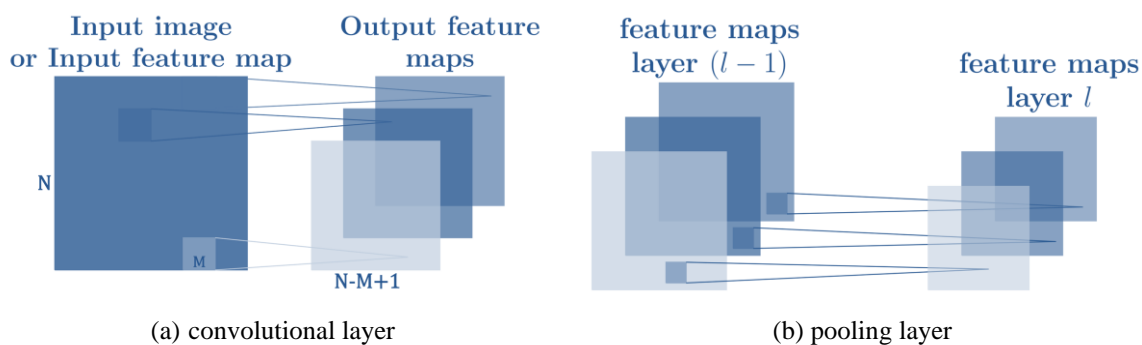 Input image
or Input feature map
Output feature
maps
N
M
N-M+1
(a) convolutional layer
feature maps
layer (l − 1)
feature maps
layer l
(b) pooling layer